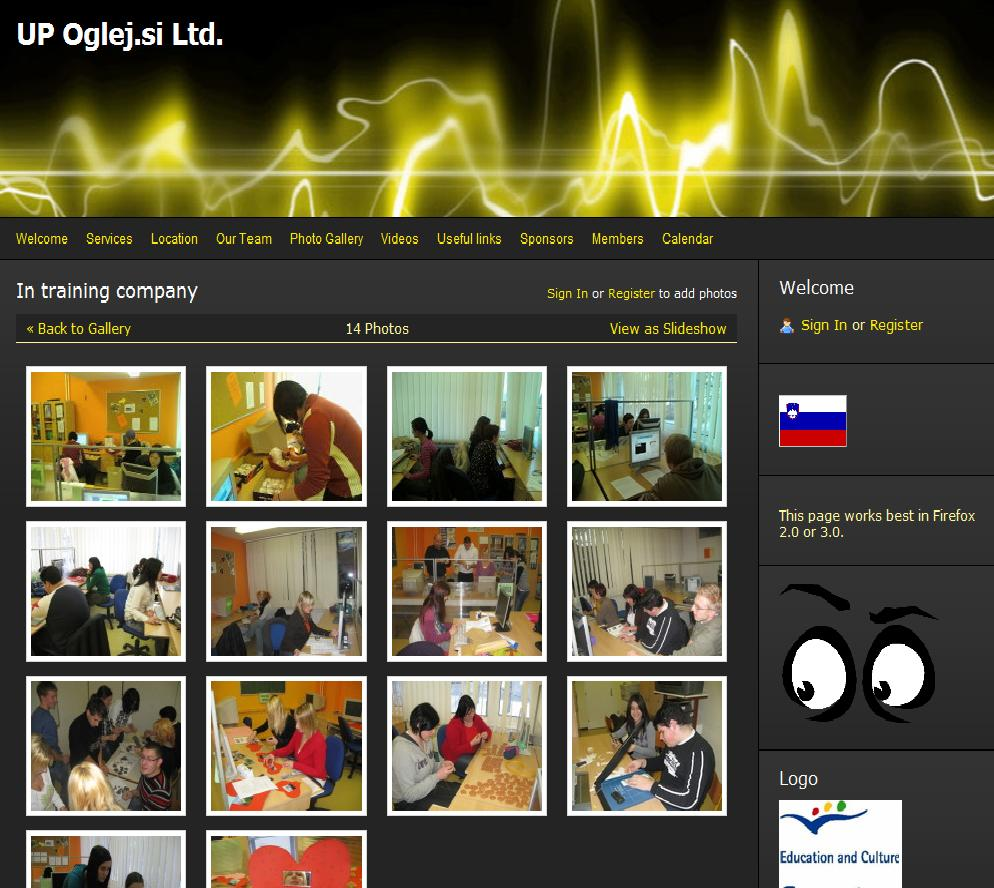 UP Oglej.si Ltd.
Welcome Services Location Our Team Photo Gallery Videos Useful links Sponsors Members Calendar
In training company
Sign In or Register to add photos
« Back to Gallery 14 Photos View as Slideshow
Welcome
Sign In or Register
This page works best in Firefox
2.0 or 3.0.
Logo
Education and Culture